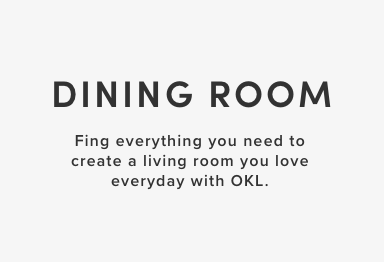 DINING ROOM
Fing everything you need to
create a living room you love
everyday with OKL.